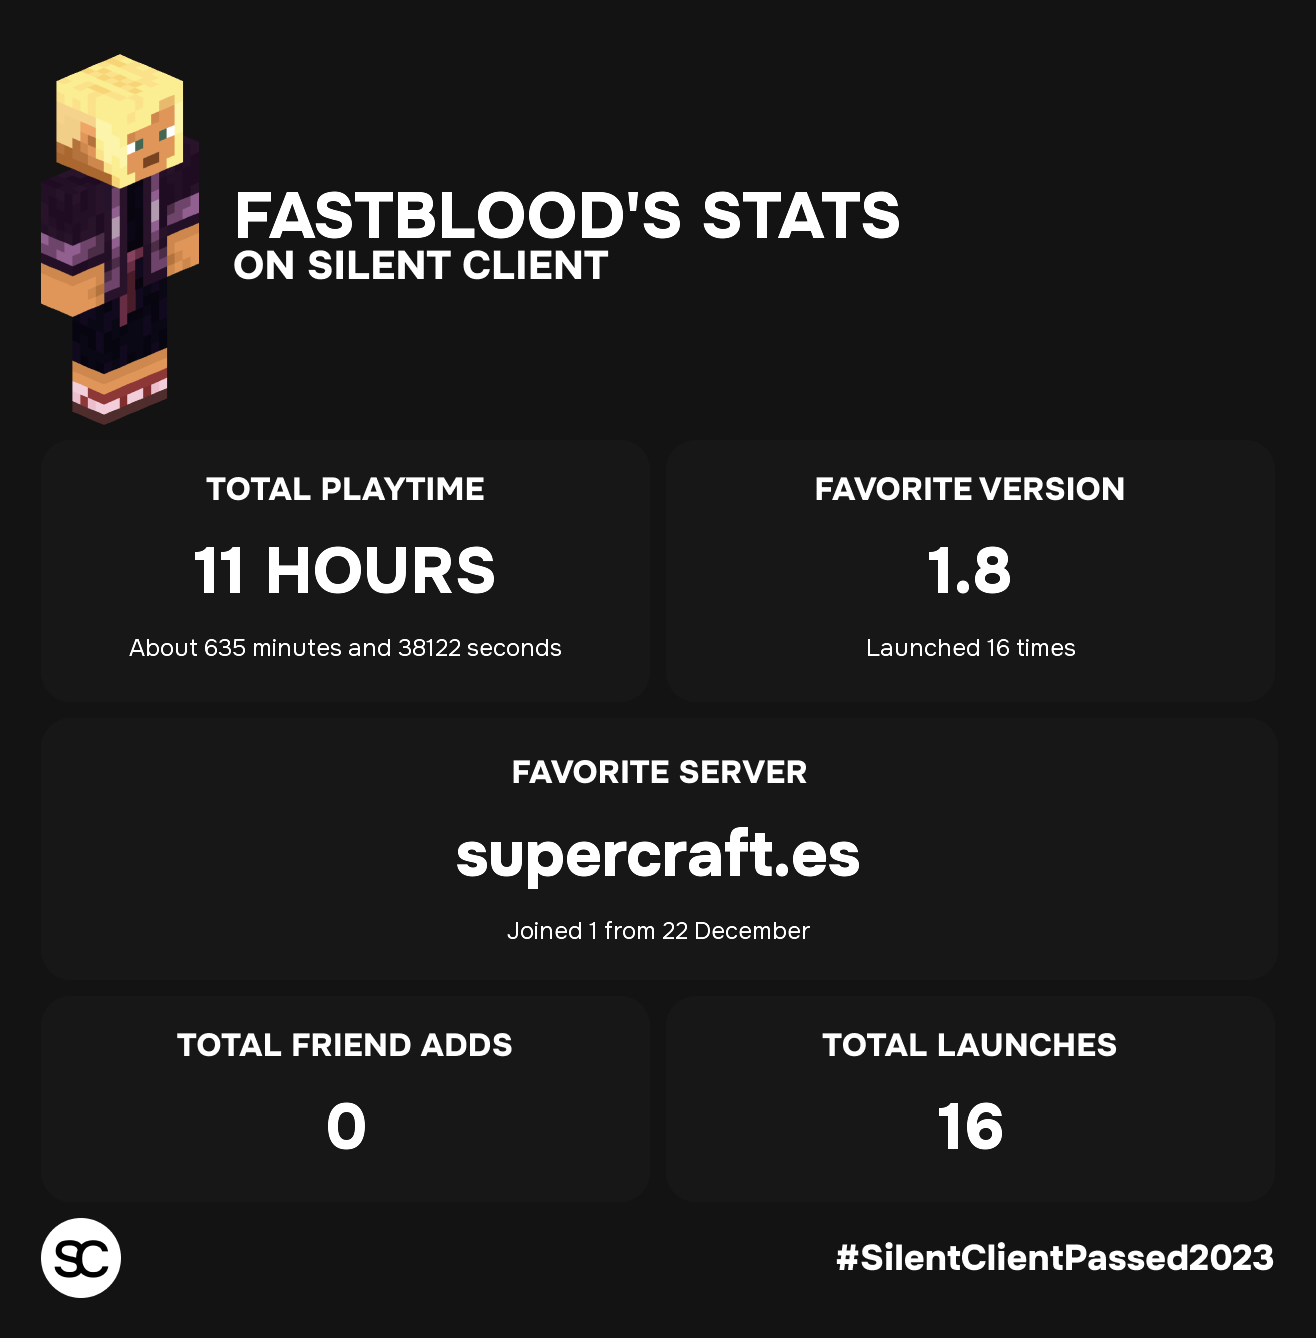 FASTBLOOD'S STATS
ON SILENT CLIENT
TOTAL PLAYTIME
11 HOURS
About 635 minutes and 38122 seconds
FAVORITE VERSION
1.8
Launched 16 times
FAVORITE SERVER
supercraft.es
Joined 1 from 22 December
TOTAL FRIEND ADDS
0
TOTAL LAUNCHES
16
SC
#SilentClientPassed2023